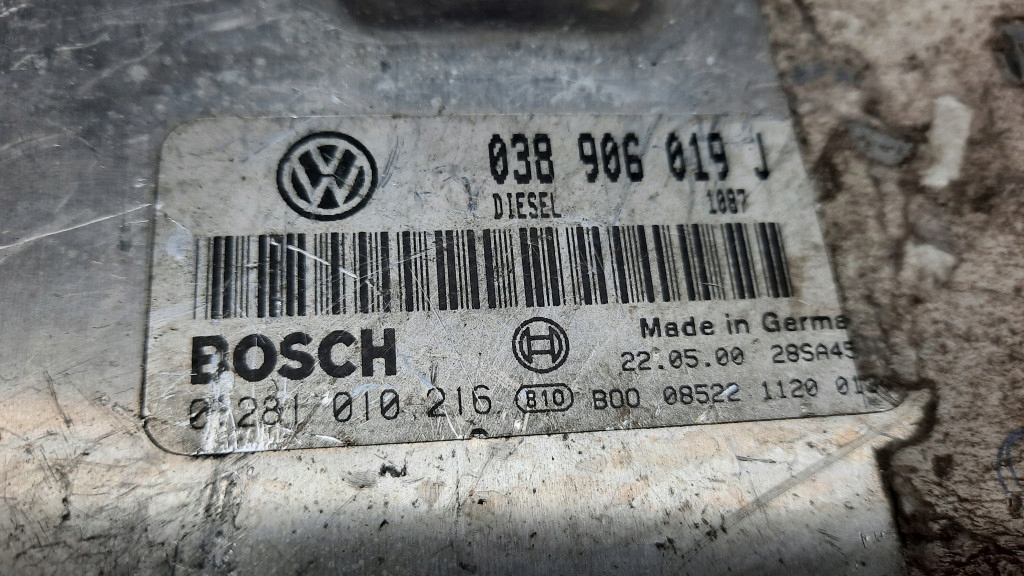 038 906 019 J
DIESEL 1087
BOSCH
Made in Germa
22.05.00 28SA45
0 281 010 216 810 B00 08522 1120